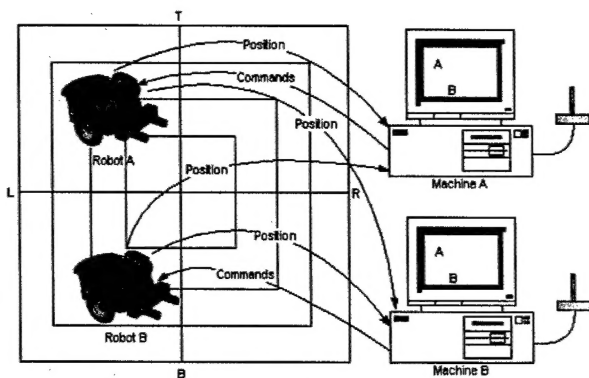 T
Position
A
Commands
B
Position
Robot A
Position
Machine A
L
R
Position
A
Commands
B
Robot B
Machine B
B